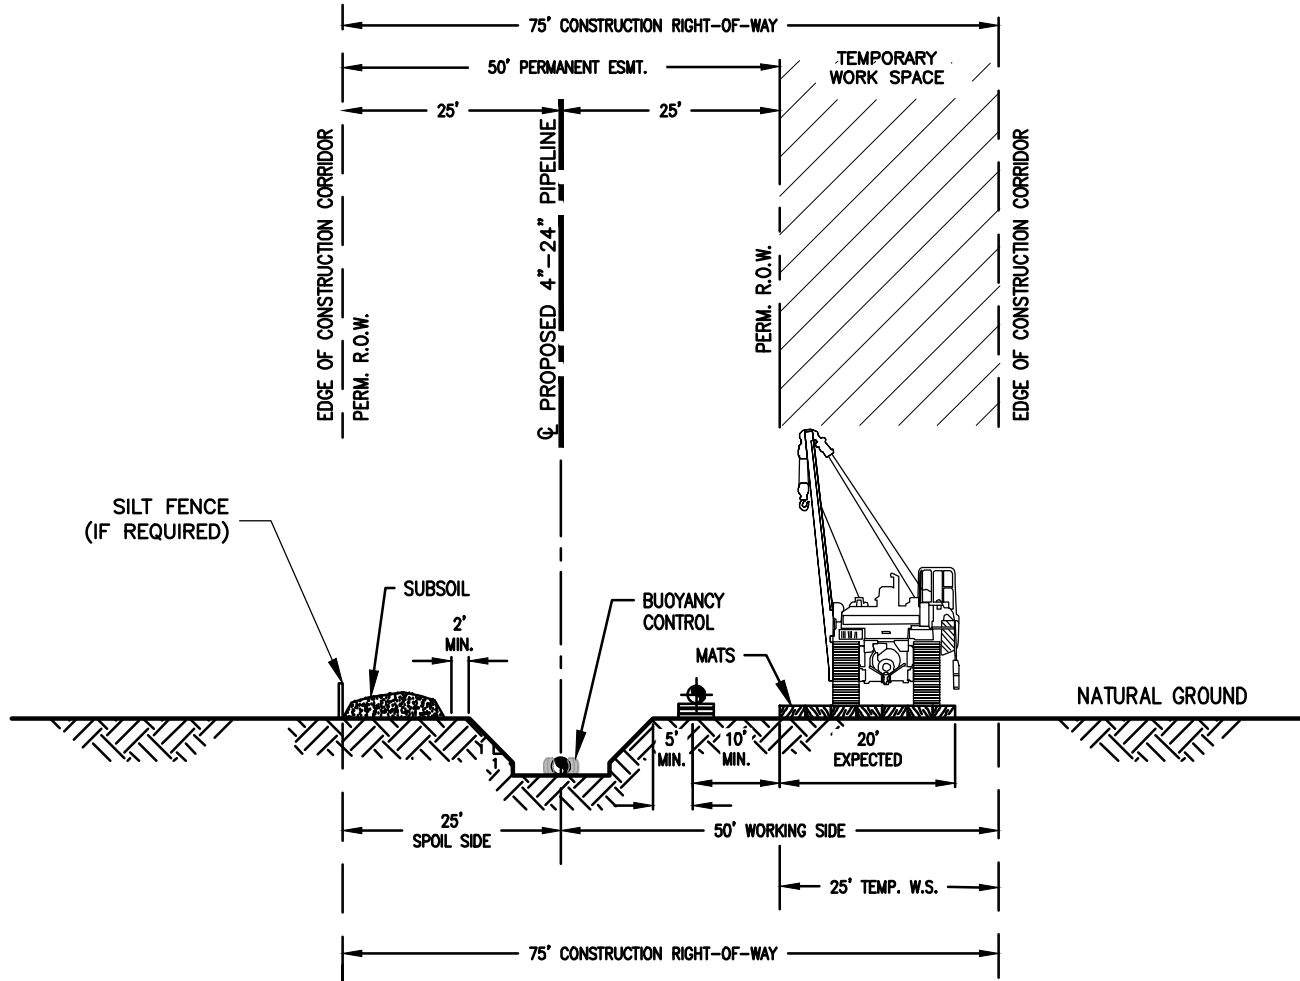 75' CONSTRUCTION RIGHT-OF-WAY
50' PERMANENT ESMT.
TEMPORARY
WORK SPACE
25'
25'
EDGE OF CONSTRUCTION CORRIDOR
PERM. R.O.W.
℄ PROPOSED 4"-24" PIPELINE
PERM. R.O.W.
EDGE OF CONSTRUCTION CORRIDOR
SILT FENCE
(IF REQUIRED)
SUBSOIL
2'
MIN.
BUOYANCY
CONTROL
MATS
NATURAL GROUND
1
1
5'
MIN.
10'
MIN.
20'
EXPECTED
25'
SPOIL SIDE
50' WORKING SIDE
25' TEMP. W.S.
75' CONSTRUCTION RIGHT-OF-WAY